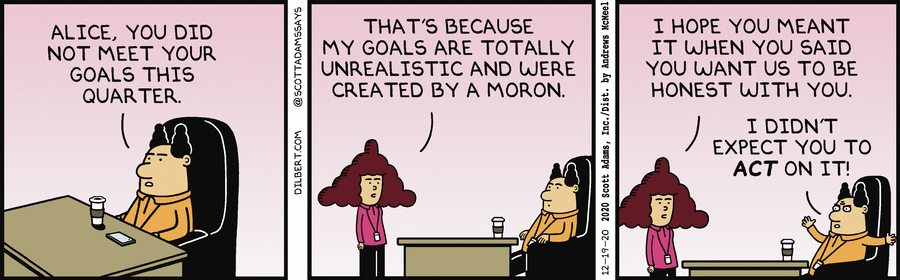 ALICE, YOU DID
NOT MEET YOUR
GOALS THIS
QUARTER.
DILBERT.COM @SCOTTADAMSSAYS
THAT'S BECAUSE
MY GOALS ARE TOTALLY
UNREALISTIC AND WERE
CREATED BY A MORON.
12-19-20 2020 Scott Adams, Inc./Dist. by Andrews McMeel
I HOPE YOU MEANT
IT WHEN YOU SAID
YOU WANT US TO BE
HONEST WITH YOU.
I DIDN'T
EXPECT YOU TO
ACT ON IT!